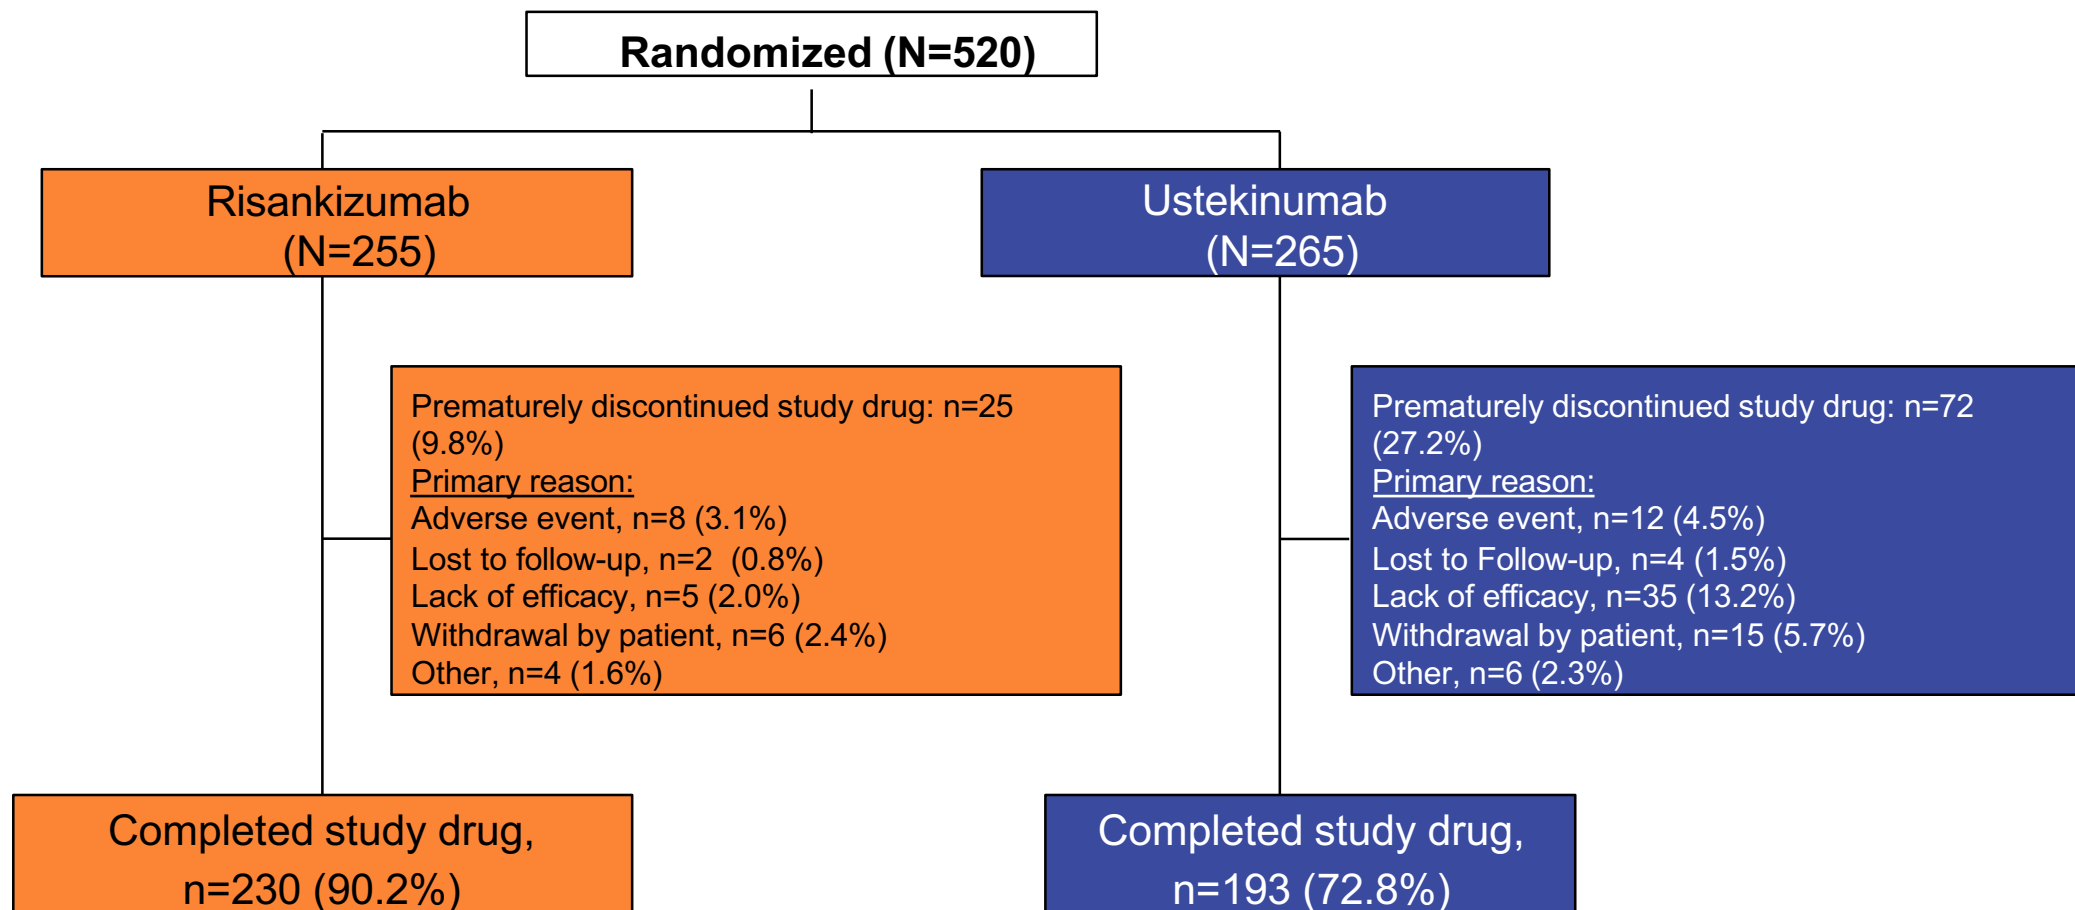 Randomized (N=520)
Risankizumab
(N=255)
Ustekinumab
(N=265)
Prematurely discontinued study drug: n=25
(9.8%)
Primary reason:
Adverse event, n=8 (3.1%)
Lost to follow-up, n=2  (0.8%)
Lack of efficacy, n=5 (2.0%)
Withdrawal by patient, n=6 (2.4%)
Other, n=4 (1.6%)
Prematurely discontinued study drug: n=72
(27.2%)
Primary reason:
Adverse event, n=12 (4.5%)
Lost to Follow-up, n=4 (1.5%)
Lack of efficacy, n=35 (13.2%)
Withdrawal by patient, n=15 (5.7%)
Other, n=6 (2.3%)
Completed study drug,
n=230 (90.2%)
Completed study drug,
n=193 (72.8%)